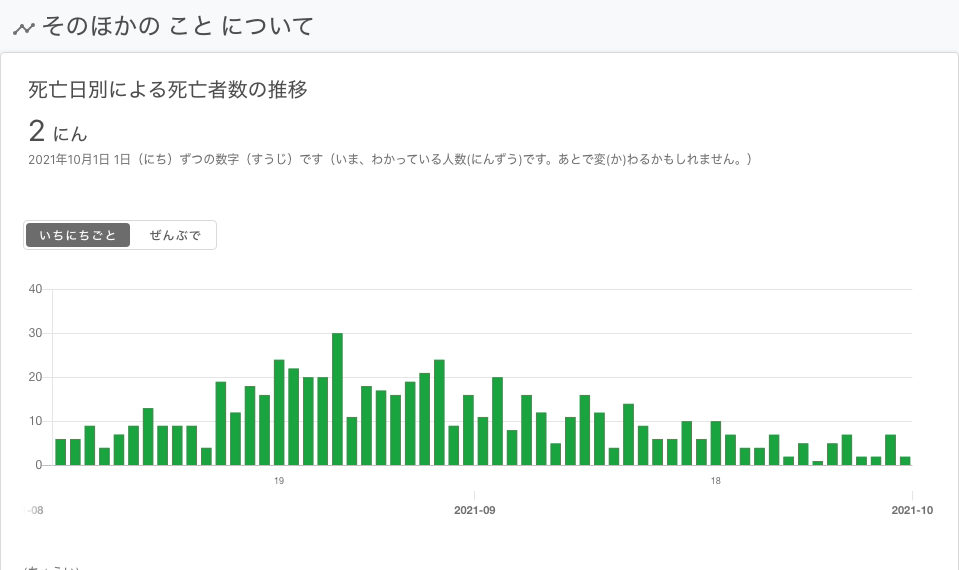 そのほかの こと について
死亡日別による死亡者数の推移
2 にん
2021年10月1日 1日（にち）ずつの数字（すうじ）です（いま、わかっている人数(にんずう)です。あとで変(か)わるかもしれません。）
いちにちごと ぜんぶで
40
30
20
10
0
19 18
-08 2021-09 2021-10